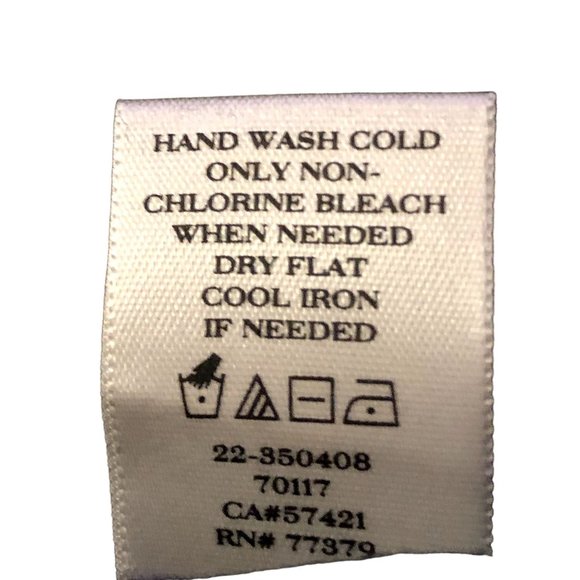 HAND WASH COLD
ONLY NON-
CHLORINE BLEACH
WHEN NEEDED
DRY FLAT
COOL IRON
IF NEEDED
22-350408
70117
CA#57421
RN# 77379